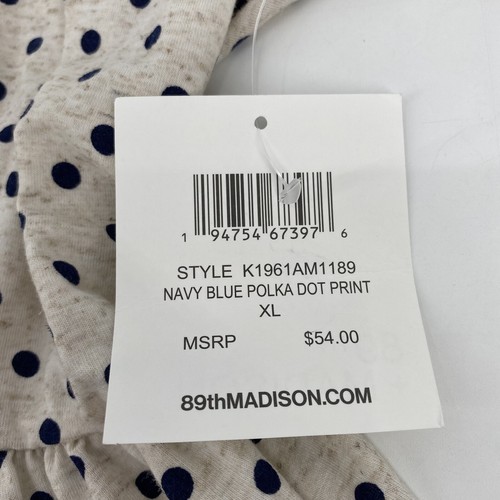 1 94754 67397 6
STYLE K1961AM1189
NAVY BLUE POLKA DOT PRINT
XL
MSRP $54.00
89thMADISON.COM